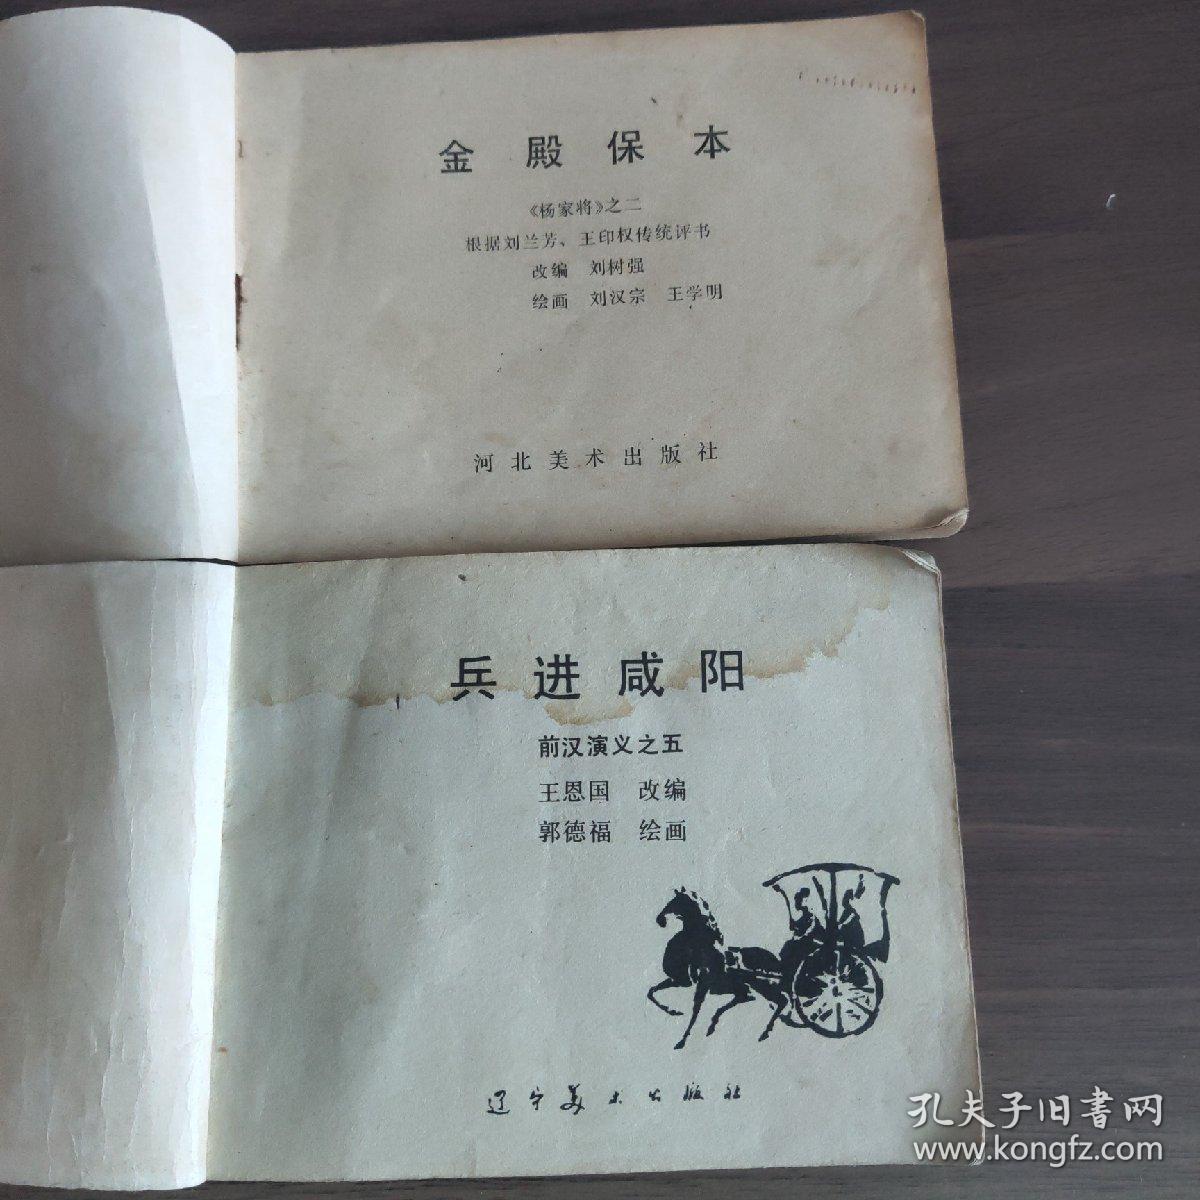 金殿保本
《杨家将》之二
根据刘兰芳、王印权传统评书
改编 刘树强
绘画 刘汉宗 王学明
河北美术出版社
兵进咸阳
前汉演义之五
王恩国 改编
郭德福 绘画
辽宁美术出版社
孔夫子旧书网
www.kongfz.com